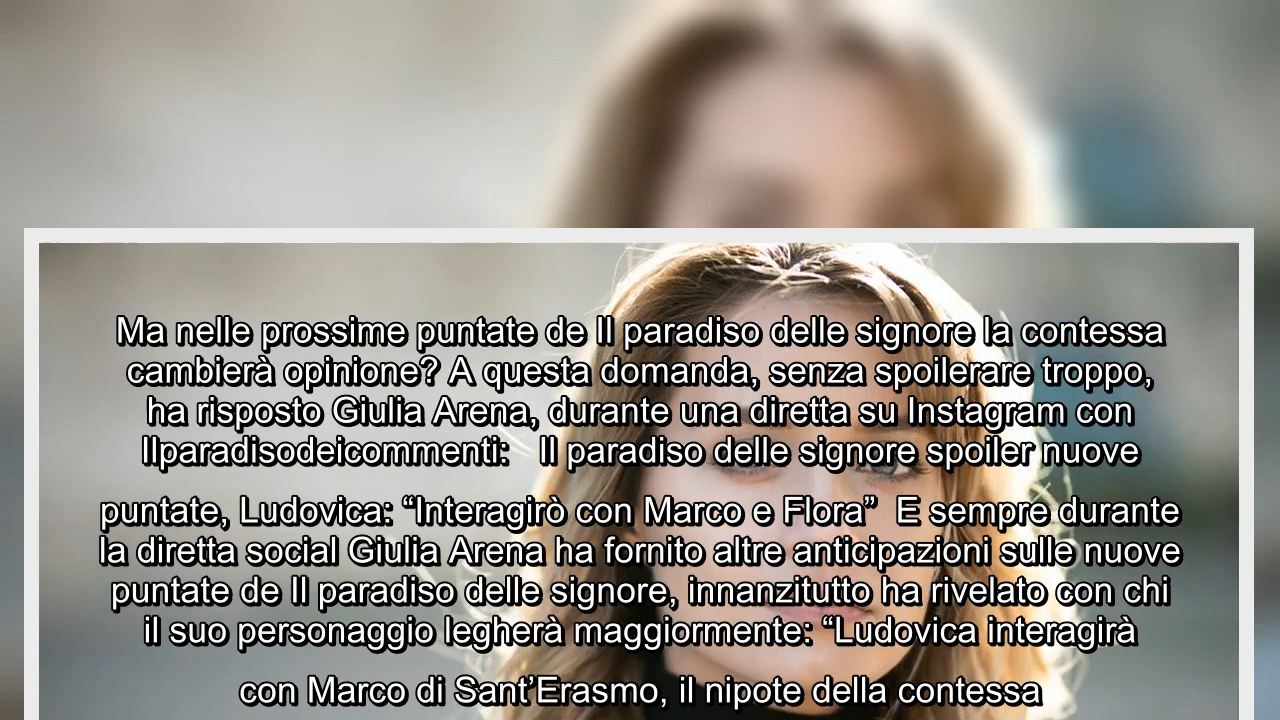 Ma nelle prossime puntate de Il paradiso delle signore la contessa
cambierà opinione? A questa domanda, senza spoilerare troppo,
ha risposto Giulia Arena, durante una diretta su Instagram con
Ilparadisodeicommenti: Il paradiso delle signore spoiler nuove
puntate, Ludovica: “Interagirò con Marco e Flora” E sempre durante
la diretta social Giulia Arena ha fornito altre anticipazioni sulle nuove
puntate de Il paradiso delle signore, innanzitutto ha rivelato con chi
il suo personaggio legherà maggiormente: “Ludovica interagirà
con Marco di Sant’Erasmo, il nipote della contessa